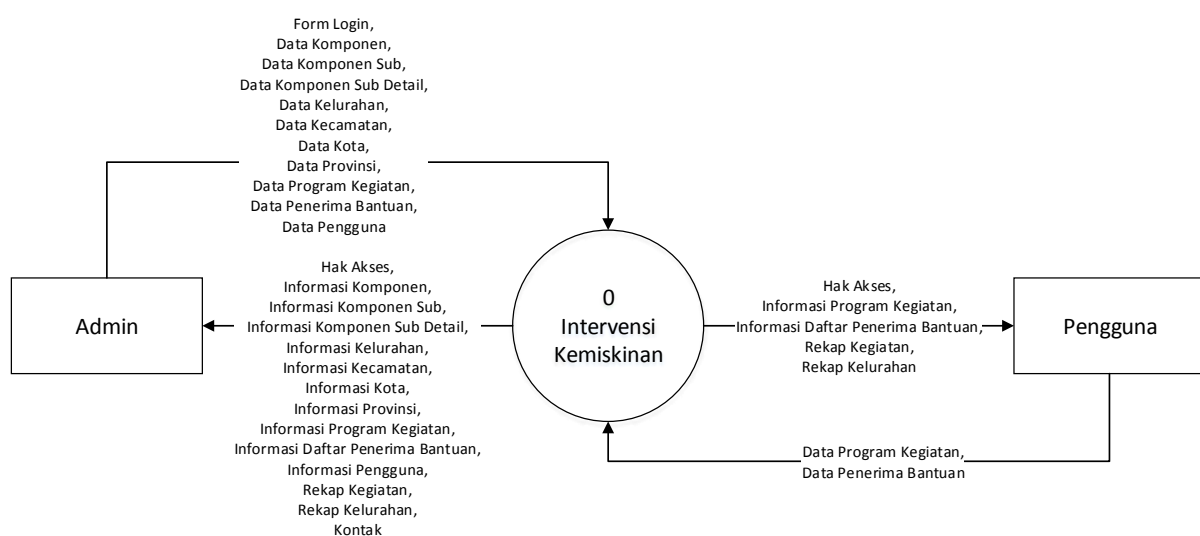 Form Login,
Data Komponen,
Data Komponen Sub,
Data Komponen Sub Detail,
Data Kelurahan,
Data Kecamatan,
Data Kota,
Data Provinsi,
Data Program Kegiatan,
Data Penerima Bantuan,
Data Pengguna
Admin
Hak Akses,
Informasi Komponen,
Informasi Komponen Sub,
Informasi Komponen Sub Detail,
Informasi Kelurahan,
Informasi Kecamatan,
Informasi Kota,
Informasi Provinsi,
Informasi Program Kegiatan,
Informasi Daftar Penerima Bantuan,
Informasi Pengguna,
Rekap Kegiatan,
Rekap Kelurahan,
Kontak
0
Intervensi
Kemiskinan
Hak Akses,
Informasi Program Kegiatan,
Informasi Daftar Penerima Bantuan,
Rekap Kegiatan,
Rekap Kelurahan
Pengguna
Data Program Kegiatan,
Data Penerima Bantuan